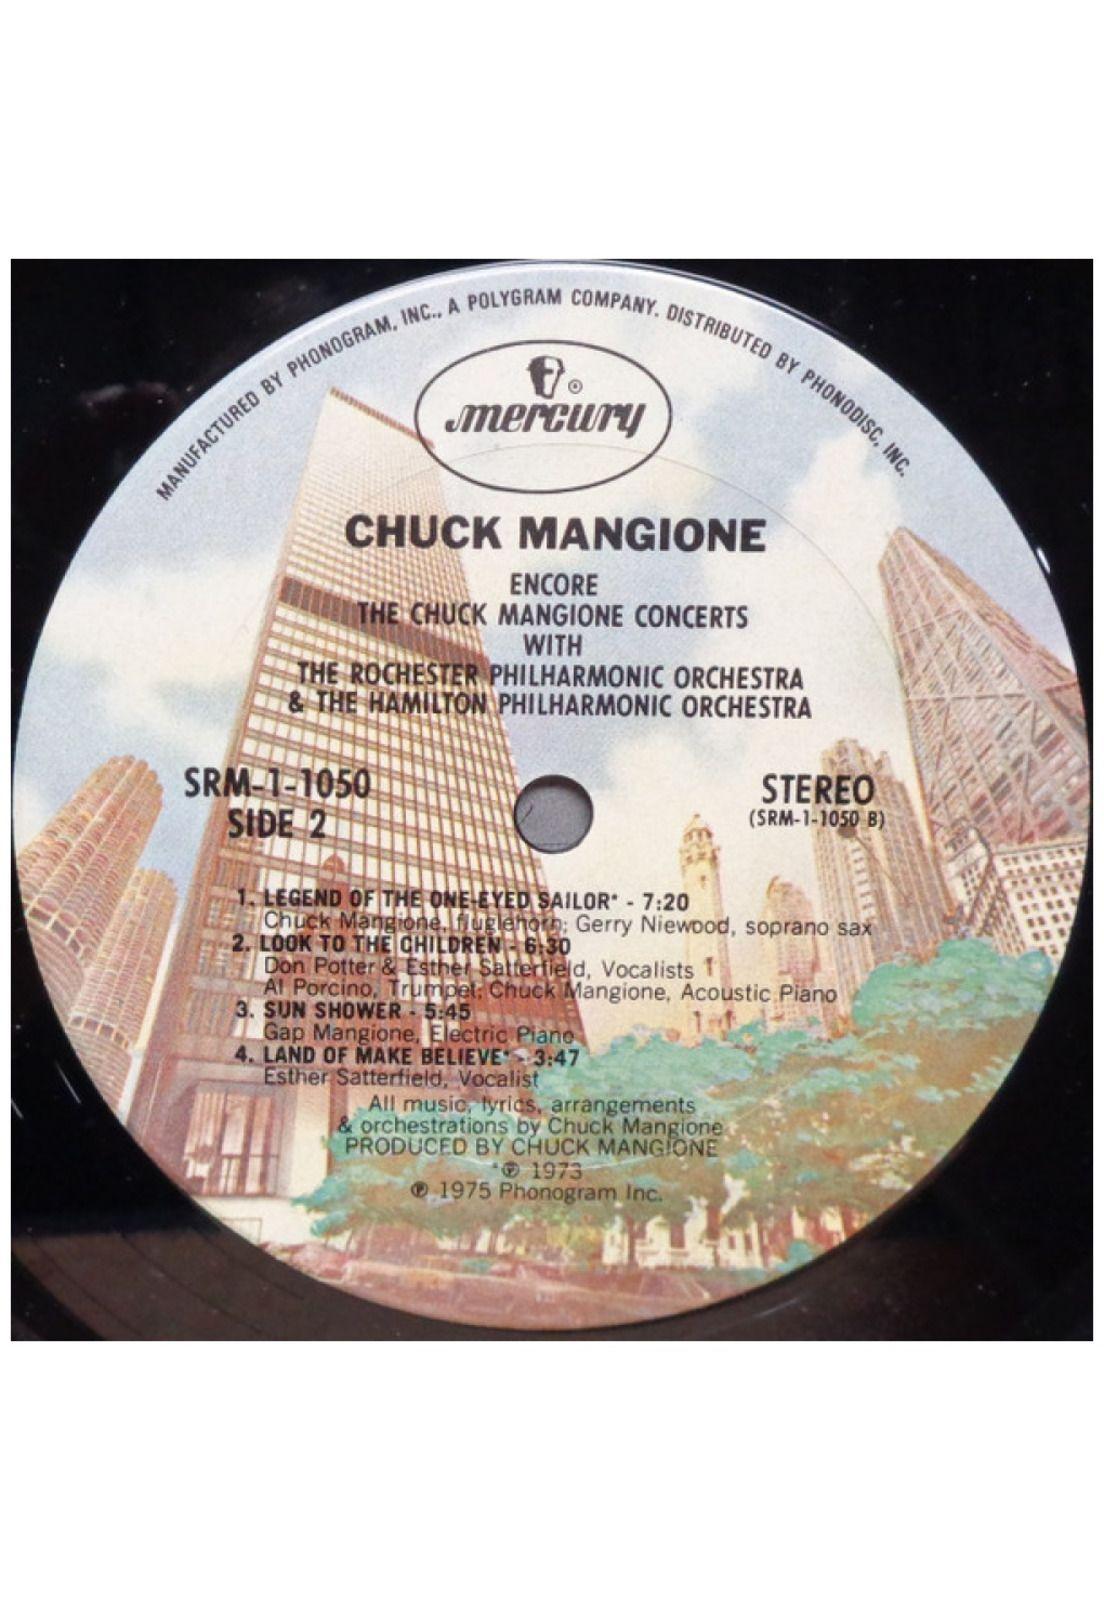 MANUFACTURED BY PHONOGRAM, INC., A POLYGRAM COMPANY. DISTRIBUTED BY PHONODISC, INC.
mercury ®
CHUCK MANGIONE
ENCORE
THE CHUCK MANGIONE CONCERTS
WITH
THE ROCHESTER PHILHARMONIC ORCHESTRA
& THE HAMILTON PHILHARMONIC ORCHESTRA
SRM-1-1050
SIDE 2
STEREO
(SRM-1-1050 B)
1. LEGEND OF THE ONE-EYED SAILOR* - 7:20
Chuck Mangione, fluglehorn; Gerry Niewood, soprano sax
2. LOOK TO THE CHILDREN - 6:30
Don Potter & Esther Satterfield, Vocalists
Al Porcino, Trumpet; Chuck Mangione, Acoustic Piano
3. SUN SHOWER - 5:45
Gap Mangione, Electric Piano
4. LAND OF MAKE BELIEVE* - 3:47
Esther Satterfield, Vocalist
All music, lyrics, arrangements
& orchestrations by Chuck Mangione
PRODUCED BY CHUCK MANGIONE
*℗ 1973
℗ 1975 Phonogram Inc.